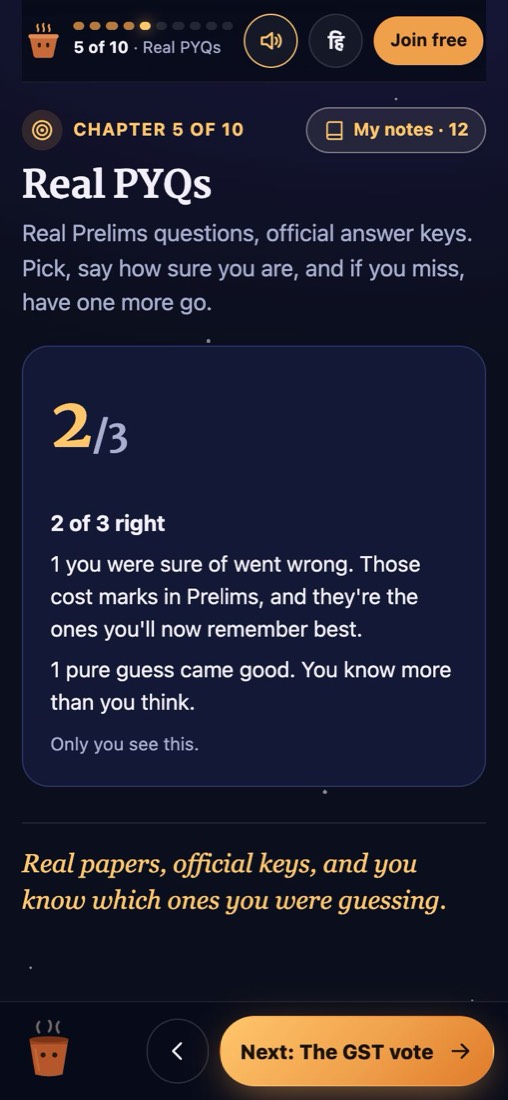 5 of 10 · Real PYQs
हि
Join free
CHAPTER 5 OF 10
My notes · 12
Real PYQs
Real Prelims questions, official answer keys.
Pick, say how sure you are, and if you miss,
have one more go.
2/3
2 of 3 right
1 you were sure of went wrong. Those
cost marks in Prelims, and they're the
ones you'll now remember best.
1 pure guess came good. You know more
than you think.
Only you see this.
Real papers, official keys, and you
know which ones you were guessing.
Next: The GST vote